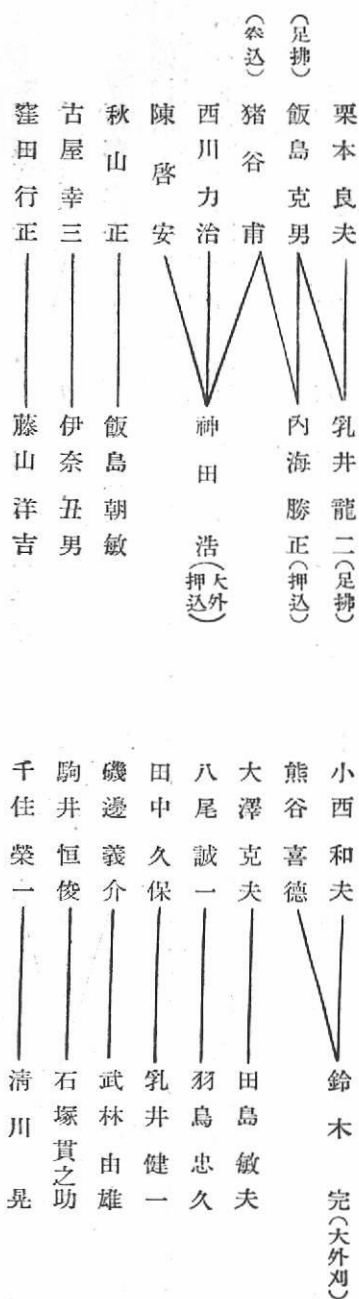 栗本良夫 乳井龍二(足拂)
(足拂) 飯島克男 內海勝正(押込)
(卷込) 猪谷甫
西川力治 神田浩(大外押込)
陳啓安
秋山正 飯島朝敏
古屋幸三 伊奈丑男
窪田行正 藤山洋吉
小西和夫 鈴木完(大外刈)
熊谷喜德
大澤克夫 田島敏夫
八尾誠一 羽鳥忠久
田中久保 乳井健一
磯邊義介 武林由雄
駒井恒俊 石塚貫之助
千住榮一 淸川晃